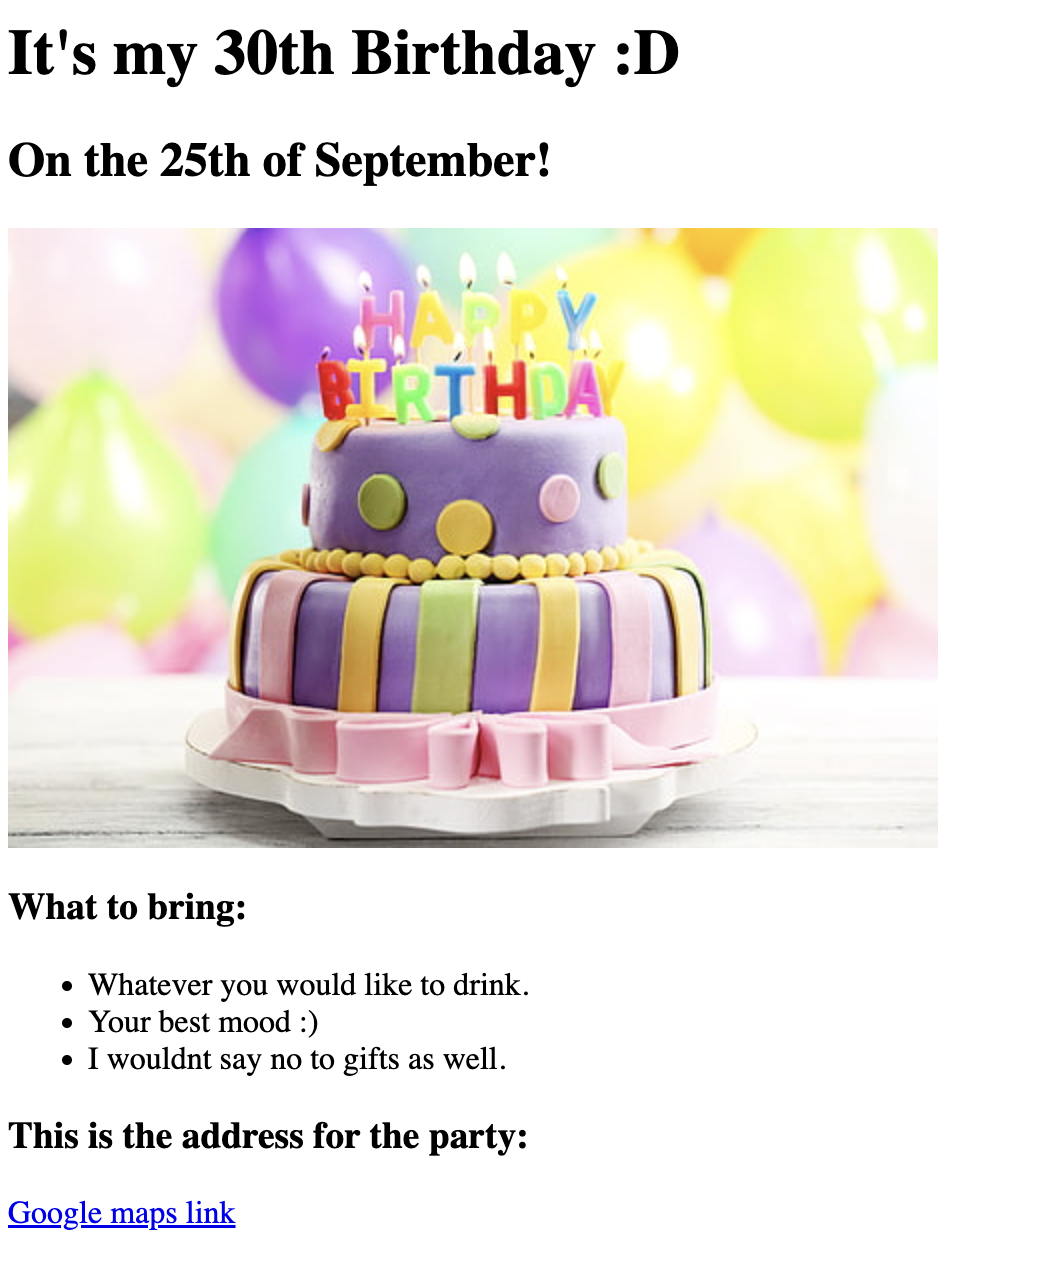 It's my 30th Birthday :D
On the 25th of September!
HAPPY
BIRTHDAY
What to bring:
Whatever you would like to drink.
Your best mood :)
I wouldnt say no to gifts as well.
This is the address for the party:
Google maps link